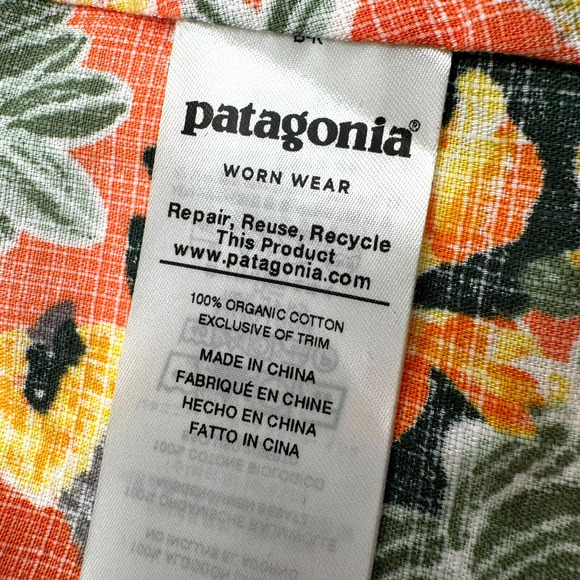 patagonia®
WORN WEAR
Repair, Reuse, Recycle
This Product
www.patagonia.com
100% ORGANIC COTTON
EXCLUSIVE OF TRIM
MADE IN CHINA
FABRIQUÉ EN CHINE
HECHO EN CHINA
FATTO IN CINA